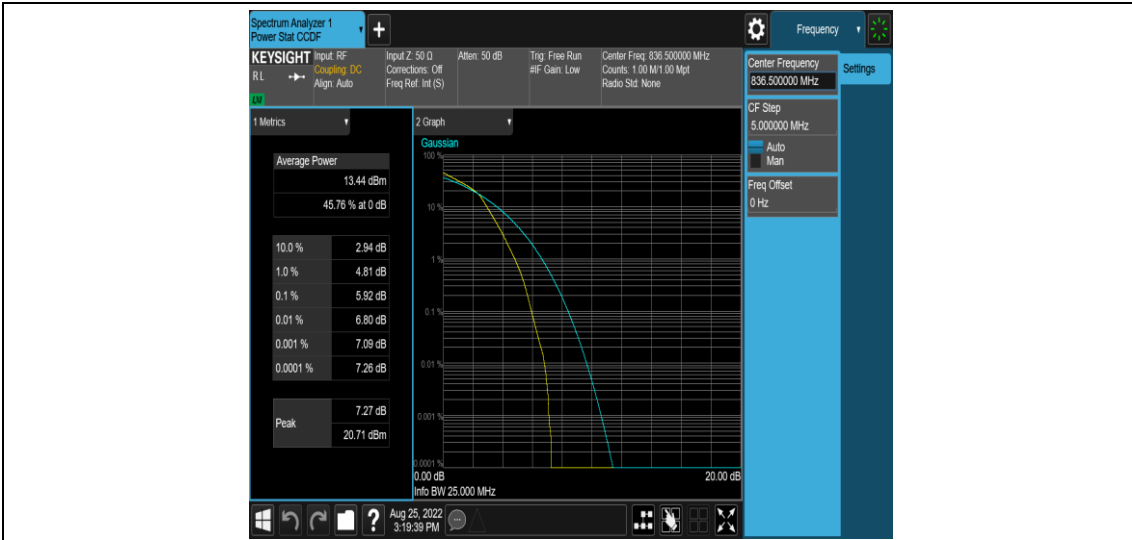 Spectrum Analyzer 1
Power Stat CCDF
+
Frequency
KEYSIGHT
R L
LXI
Input: RF
Coupling: DC
Align: Auto
Input Z: 50 Ω
Corrections: Off
Freq Ref: Int (S)
Atten: 50 dB
Trig: Free Run
#IF Gain: Low
Center Freq: 836.500000 MHz
Counts: 1.00 M/1.00 Mpt
Radio Std: None
Center Frequency
836.500000 MHz
Settings
CF Step
5.000000 MHz
Auto
Man
Freq Offset
0 Hz
1 Metrics
Average Power
13.44 dBm
45.76 % at 0 dB
10.0 % 2.94 dB
1.0 % 4.81 dB
0.1 % 5.92 dB
0.01 % 6.80 dB
0.001 % 7.09 dB
0.0001 % 7.26 dB
Peak
7.27 dB
20.71 dBm
2 Graph
Gaussian
100 %
10 %
1 %
0.1 %
0.01 %
0.001 %
0.0001 %
0.00 dB 20.00 dB
Info BW 25.000 MHz
?
Aug 25, 2022
3:19:39 PM